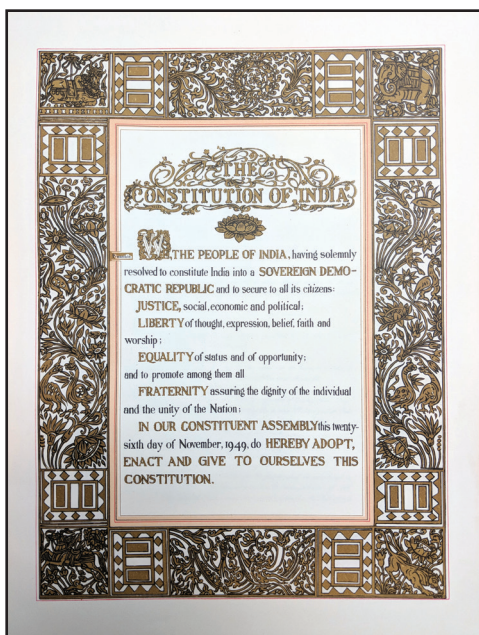 THE
CONSTITUTION OF INDIA
WE, THE PEOPLE OF INDIA, having solemnly
resolved to constitute India into a SOVEREIGN DEMO-
CRATIC REPUBLIC and to secure to all its citizens:
JUSTICE, social, economic and political;
LIBERTY of thought, expression, belief, faith and
worship;
EQUALITY of status and of opportunity;
and to promote among them all
FRATERNITY assuring the dignity of the individual
and the unity of the Nation;
IN OUR CONSTITUENT ASSEMBLY this twenty-
sixth day of November, 1949, do HEREBY ADOPT,
ENACT AND GIVE TO OURSELVES THIS
CONSTITUTION.